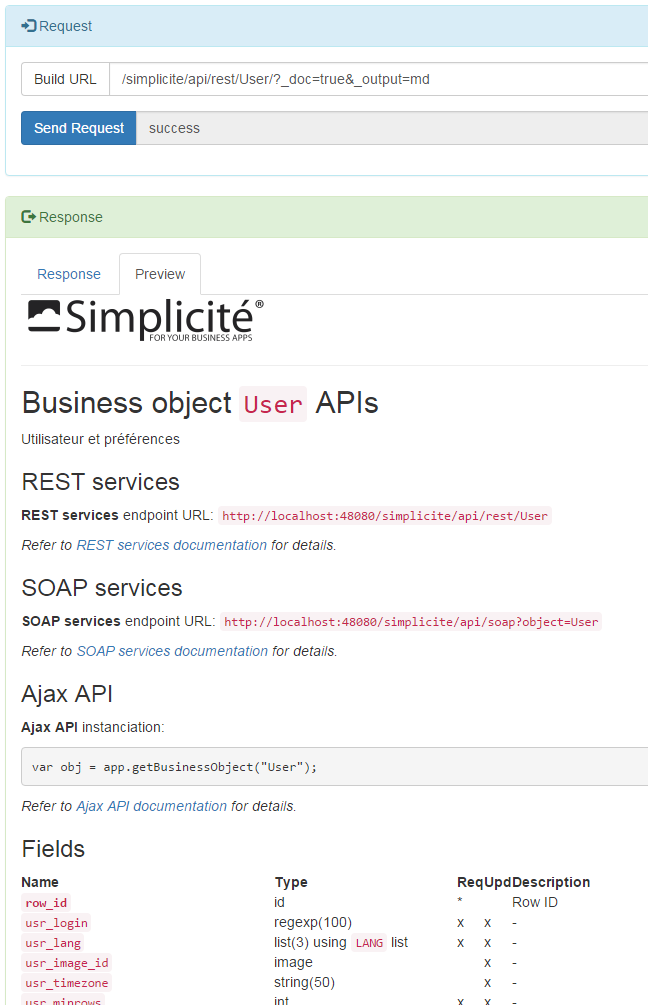 Request
Build URL /simplicite/api/rest/User/?_doc=true&_output=md
Send Request success
Response
Response Preview
Simplicité®
FOR YOUR BUSINESS APPS
Business object User APIs
Utilisateur et préférences
REST services
REST services endpoint URL: http://localhost:48080/simplicite/api/rest/User
Refer to REST services documentation for details.
SOAP services
SOAP services endpoint URL: http://localhost:48080/simplicite/api/soap?object=User
Refer to SOAP services documentation for details.
Ajax API
Ajax API instanciation:
var obj = app.getBusinessObject("User");
Refer to Ajax API documentation for details.
Fields
Name Type ReqUpdDescription
row_id id * Row ID
usr_login regexp(100) x x -
usr_lang list(3) using LANG list x x -
usr_image_id image x -
usr_timezone string(50) x -
usr_minrows int x x -